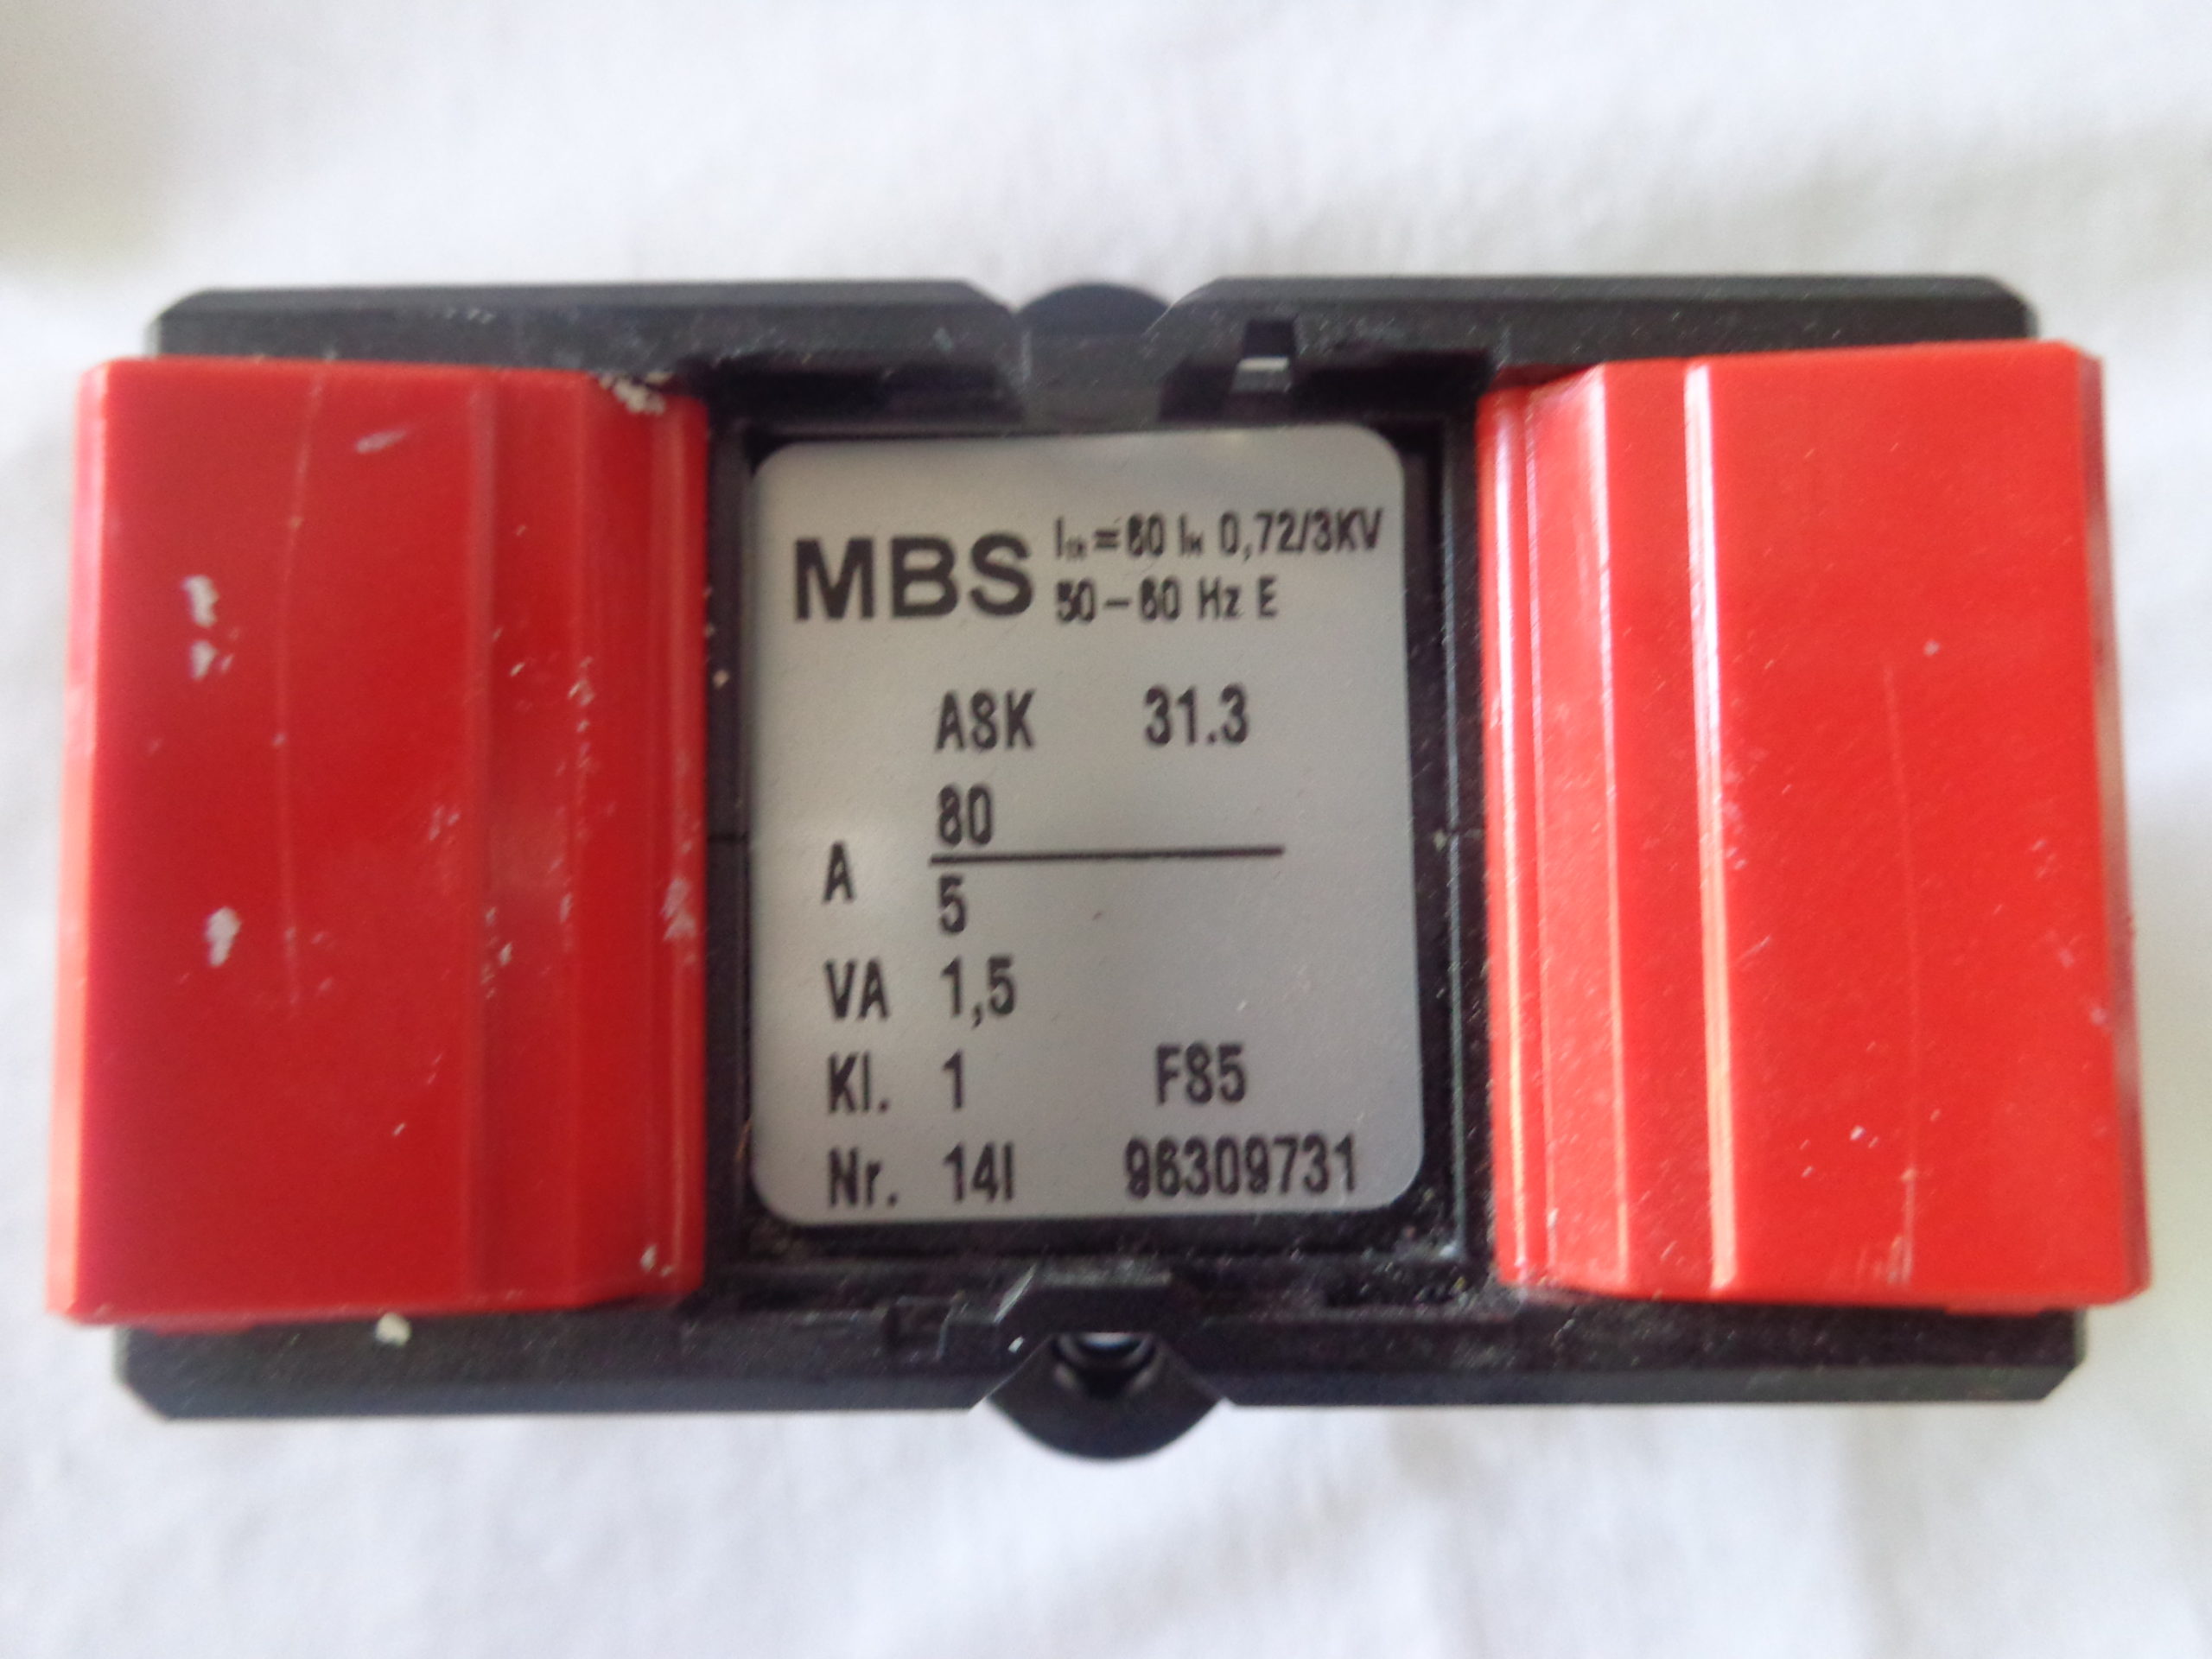 MBS Ith=60 IN 0,72/3KV
50–60 Hz E
ASK 31.3
80
A
5
VA 1,5
Kl. 1 F85
Nr. 14I 96309731